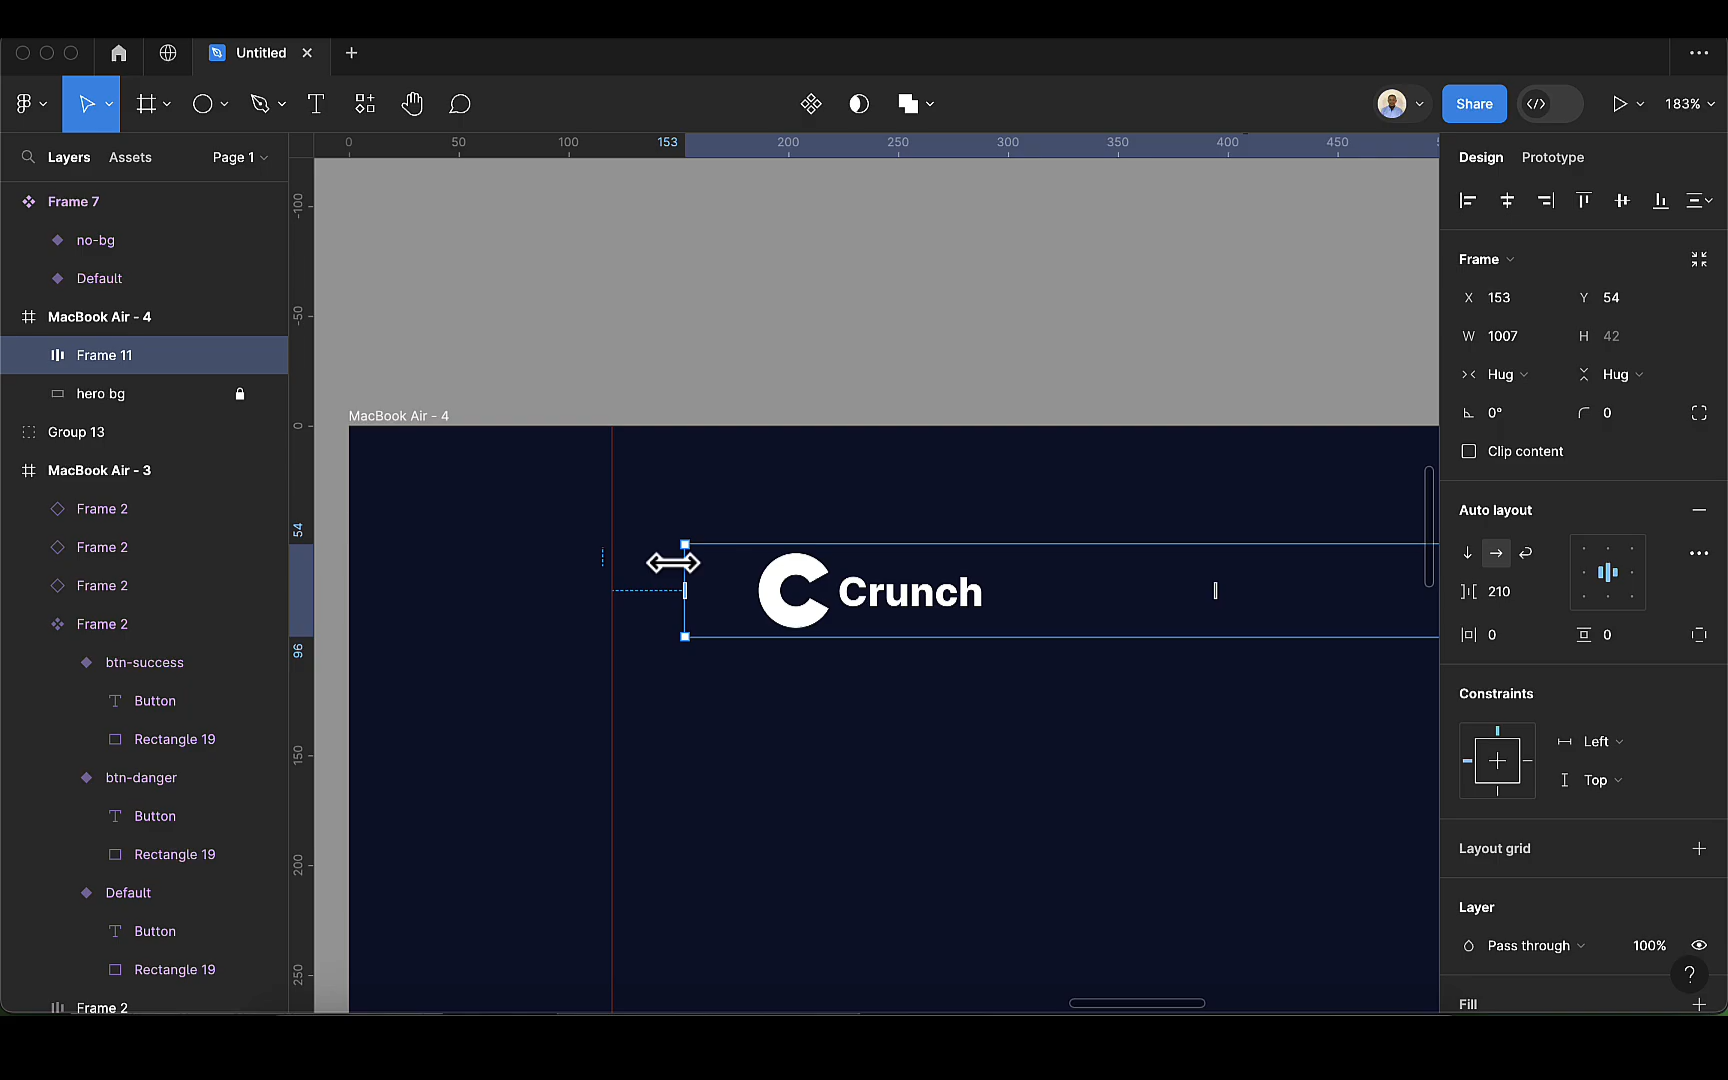 Untitled
Share
183%
Layers Assets Page 1
0 50 100 153 200 250 300 350 400 450
Design Prototype
Frame 7
no-bg
Default
MacBook Air - 4
Frame 11
hero bg
Group 13
MacBook Air - 3
Frame 2
Frame 2
Frame 2
Frame 2
btn-success
Button
Rectangle 19
btn-danger
Button
Rectangle 19
Default
Button
Rectangle 19
Frame 2
-100
-50
0
54
96
150
200
250
MacBook Air - 4
Crunch
Frame
X 153 Y 54
W 1007 H 42
Hug Hug
0° 0
Clip content
Auto layout
210
0 0
Constraints
Left
Top
Layout grid
Layer
Pass through 100%
?
Fill